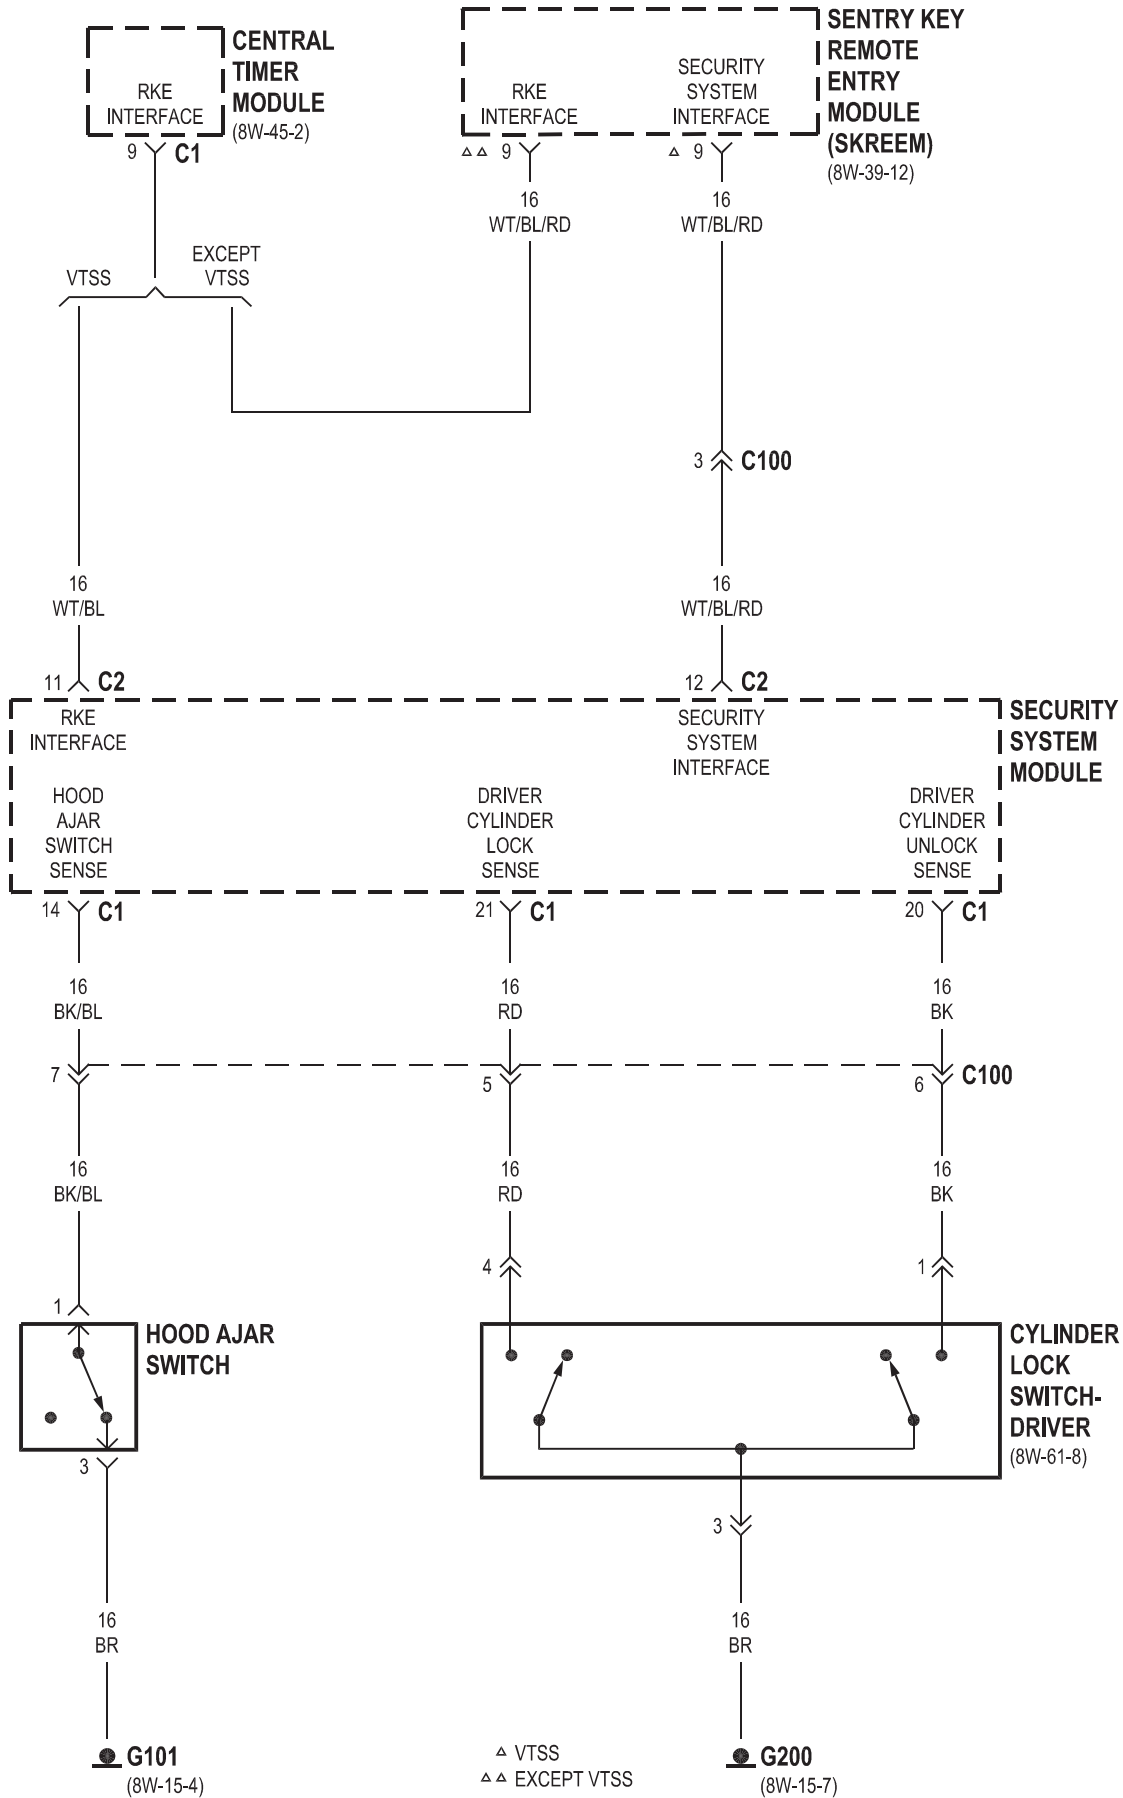 CENTRAL
TIMER
MODULE
(8W-45-2)
RKE
INTERFACE
9
C1
SENTRY KEY
REMOTE
ENTRY
MODULE
(SKREEM)
(8W-39-12)
RKE
INTERFACE
SECURITY
SYSTEM
INTERFACE
△△ 9
△ 9
16
WT/BL/RD
16
WT/BL/RD
VTSS
EXCEPT
VTSS
3
C100
16
WT/BL
16
WT/BL/RD
11
C2
12
C2
SECURITY
SYSTEM
MODULE
RKE
INTERFACE
SECURITY
SYSTEM
INTERFACE
HOOD
AJAR
SWITCH
SENSE
DRIVER
CYLINDER
LOCK
SENSE
DRIVER
CYLINDER
UNLOCK
SENSE
14
C1
21
C1
20
C1
16
BK/BL
16
RD
16
BK
7
5
6
C100
16
BK/BL
16
RD
16
BK
1
4
1
HOOD AJAR
SWITCH
CYLINDER
LOCK
SWITCH-
DRIVER
(8W-61-8)
3
3
16
BR
16
BR
G101
(8W-15-4)
△ VTSS
△△ EXCEPT VTSS
G200
(8W-15-7)